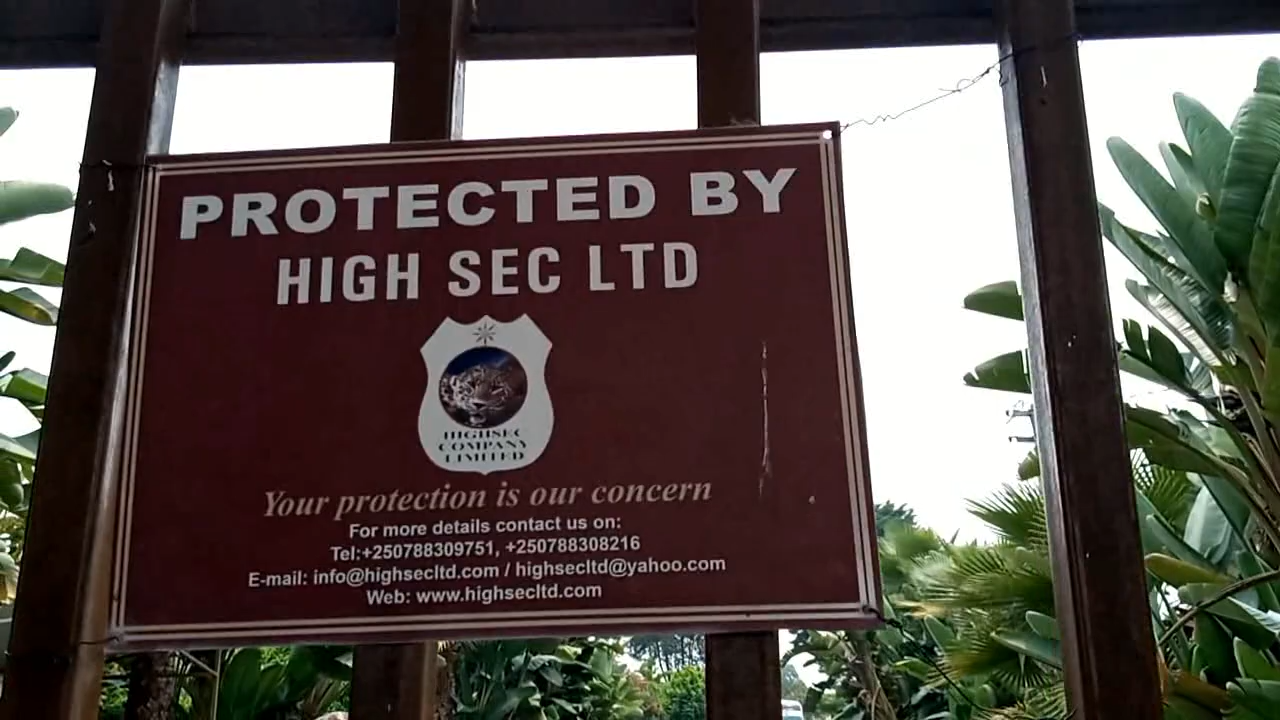 PROTECTED BY
HIGH SEC LTD
HIGHSEC
COMPANY
LIMITED
Your protection is our concern
For more details contact us on:
Tel:+250788309751, +250788308216
E-mail: info@highsecltd.com / highsecltd@yahoo.com
Web: www.highsecltd.com